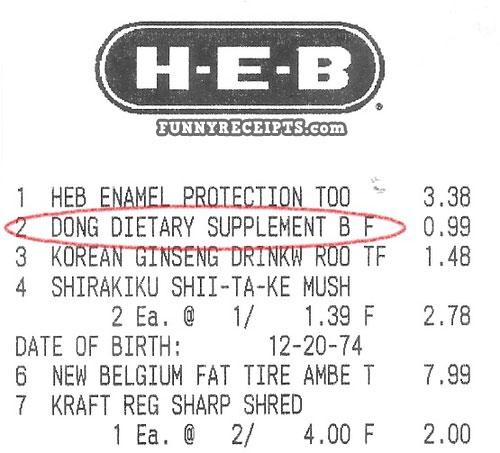 H-E-B
FUNNYRECEIPTS.com
1 HEB ENAMEL PROTECTION TOO 3.38
2 DONG DIETARY SUPPLEMENT B F 0.99
3 KOREAN GINSENG DRINKW ROO TF 1.48
4 SHIRAKIKU SHII-TA-KE MUSH
2 Ea. @ 1/ 1.39 F 2.78
DATE OF BIRTH: 12-20-74
6 NEW BELGIUM FAT TIRE AMBE T 7.99
7 KRAFT REG SHARP SHRED
1 Ea. @ 2/ 4.00 F 2.00